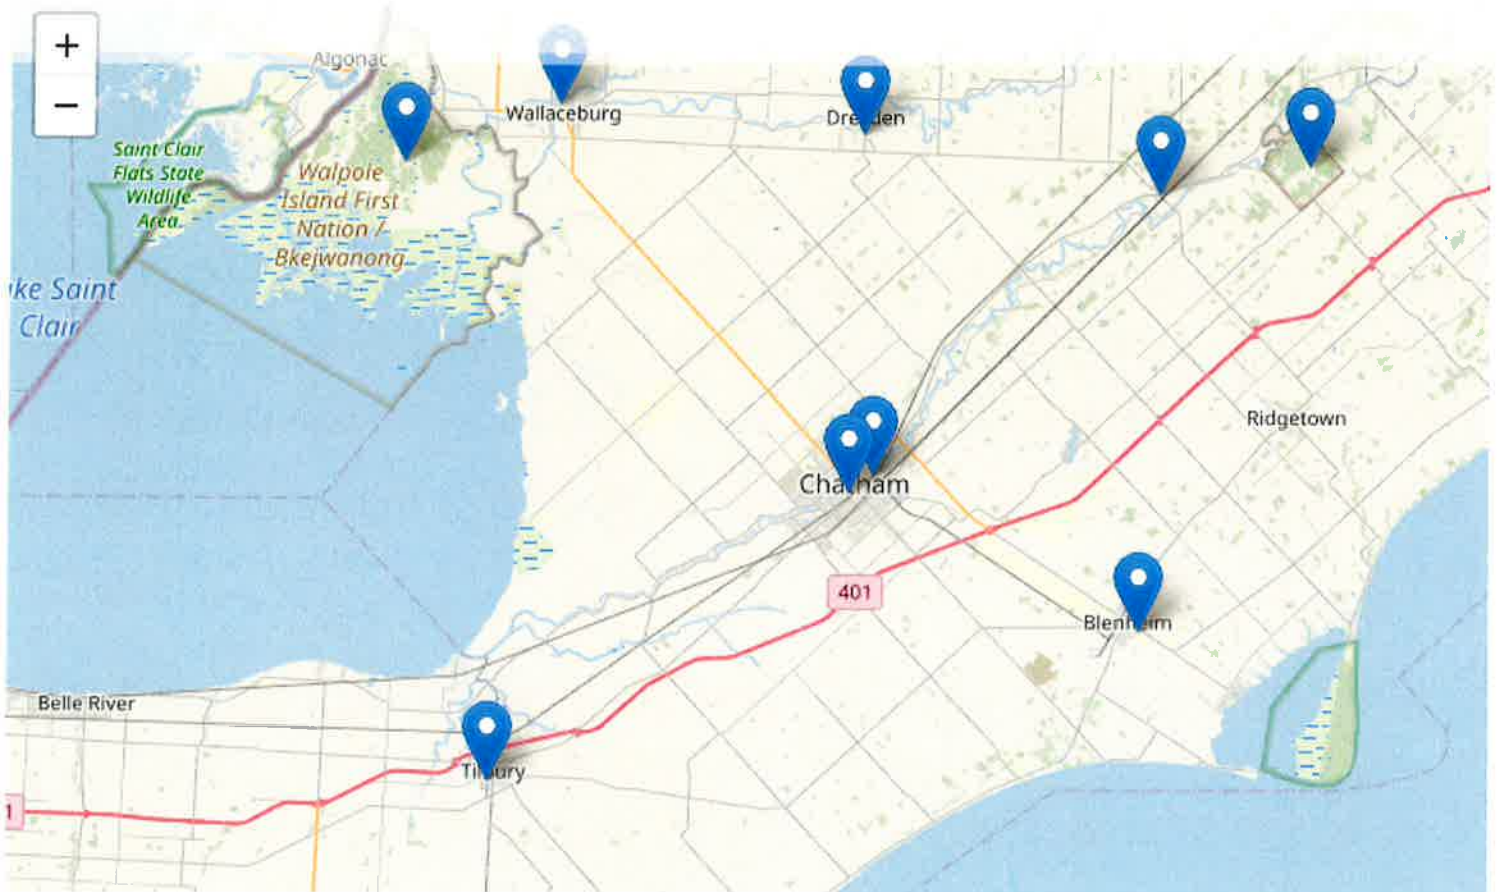 +
−
Algonac
Wallaceburg
Saint Clair
Flats State
Wildlife
Area
Walpole
Island First
Nation /
Bkejwanong
ke Saint
Clair
Ridgetown
401
Belle River
1